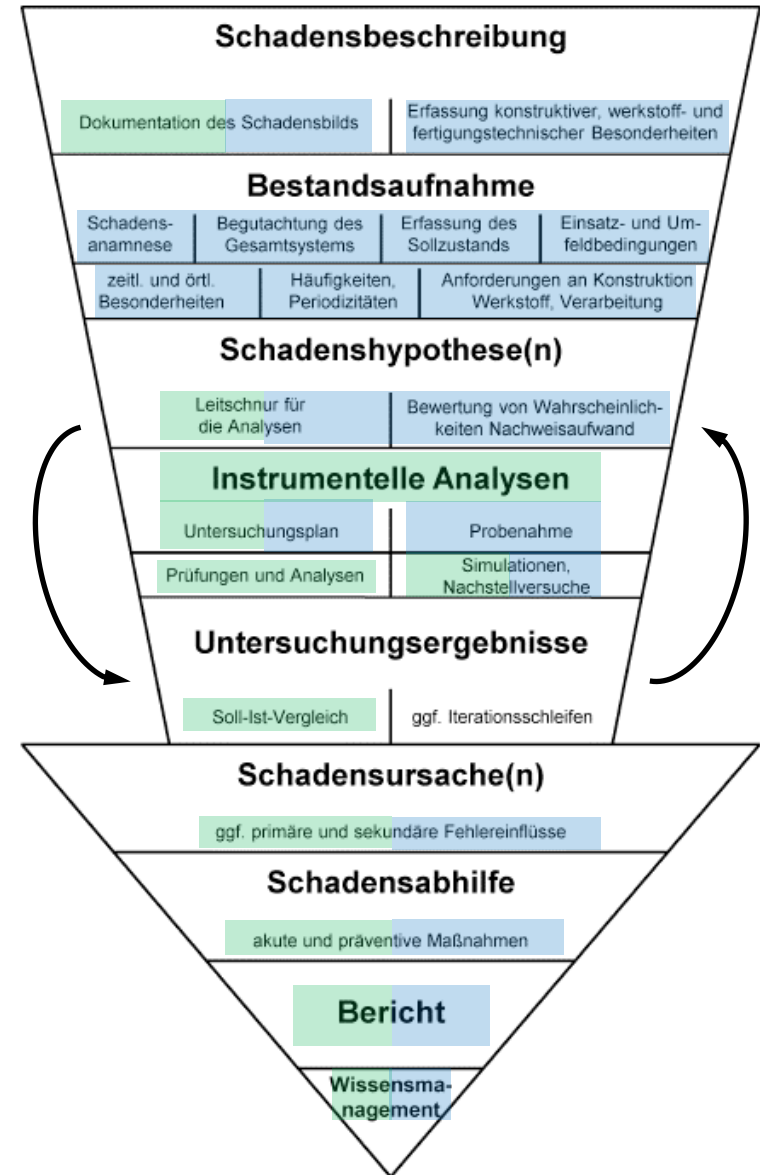 Schadensbeschreibung
Dokumentation des Schadensbilds
Erfassung konstruktiver, werkstoff- und
fertigungstechnischer Besonderheiten
Bestandsaufnahme
Schadens-
anamnese
Begutachtung des
Gesamtsystems
Erfassung des
Sollzustands
Einsatz- und Um-
feldbedingungen
zeitl. und örtl.
Besonderheiten
Häufigkeiten,
Periodizitäten
Anforderungen an Konstruktion
Werkstoff, Verarbeitung
Schadenshypothese(n)
Leitschnur für
die Analysen
Bewertung von Wahrscheinlich-
keiten Nachweisaufwand
Instrumentelle Analysen
Untersuchungsplan
Probenahme
Prüfungen und Analysen
Simulationen,
Nachstellversuche
Untersuchungsergebnisse
Soll-Ist-Vergleich
ggf. Iterationsschleifen
Schadensursache(n)
ggf. primäre und sekundäre Fehlereinflüsse
Schadensabhilfe
akute und präventive Maßnahmen
Bericht
Wissensma-
nagement